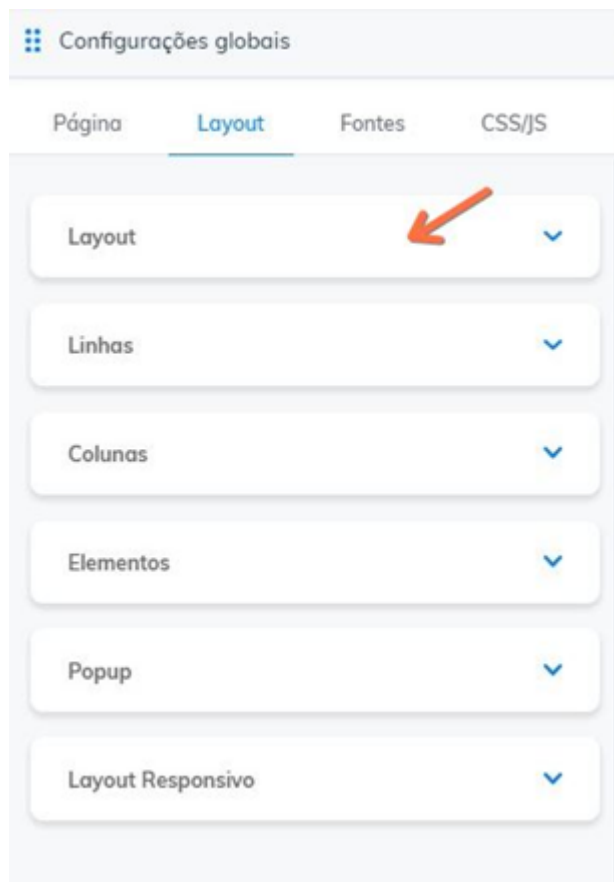 Configurações globais
Página Layout Fontes CSS/JS
Layout
Linhas
Colunas
Elementos
Popup
Layout Responsivo